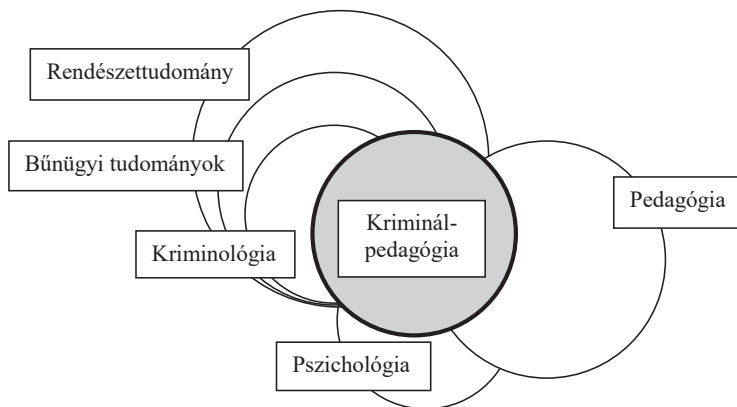 Rendészettudomány
Bűnügyi tudományok
Kriminológia
Kriminál-
pedagógia
Pedagógia
Pszichológia